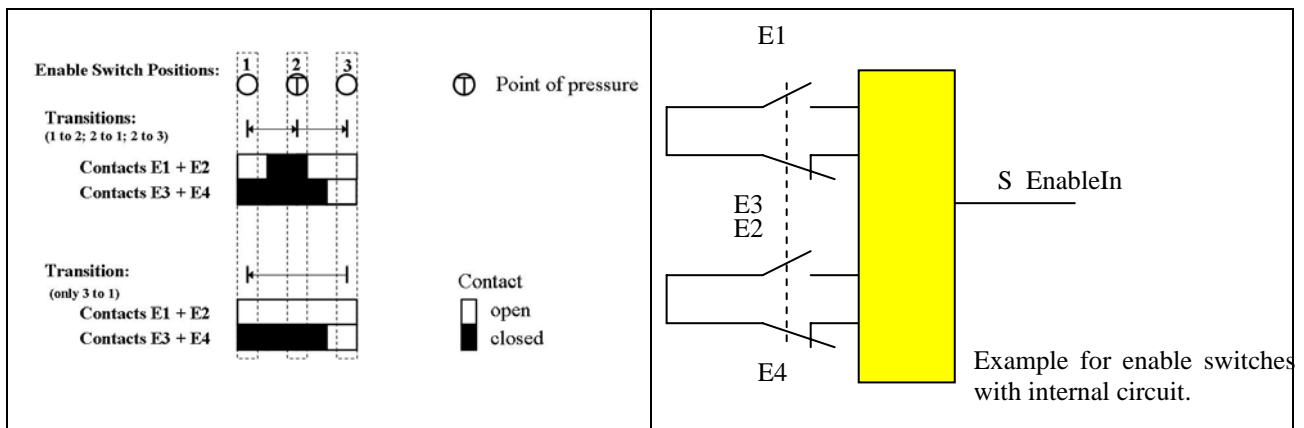 Enable Switch Positions:
1 2 3
T Point of pressure
Transitions:
(1 to 2; 2 to 1; 2 to 3)
Contacts E1 + E2
Contacts E3 + E4
Transition:
(only 3 to 1)
Contacts E1 + E2
Contacts E3 + E4
Contact
open
closed
E1
E3
E2
E4
S EnableIn
Example for enable switches
with internal circuit.